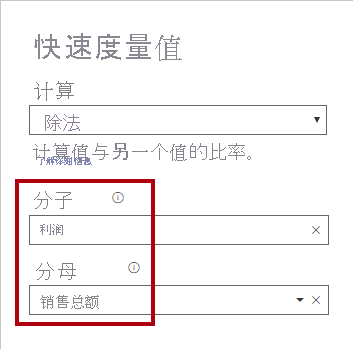 快速度量值
计算
除法
计算值与另一个值的比率。
了解详细信息
分子
利润
分母
销售总额